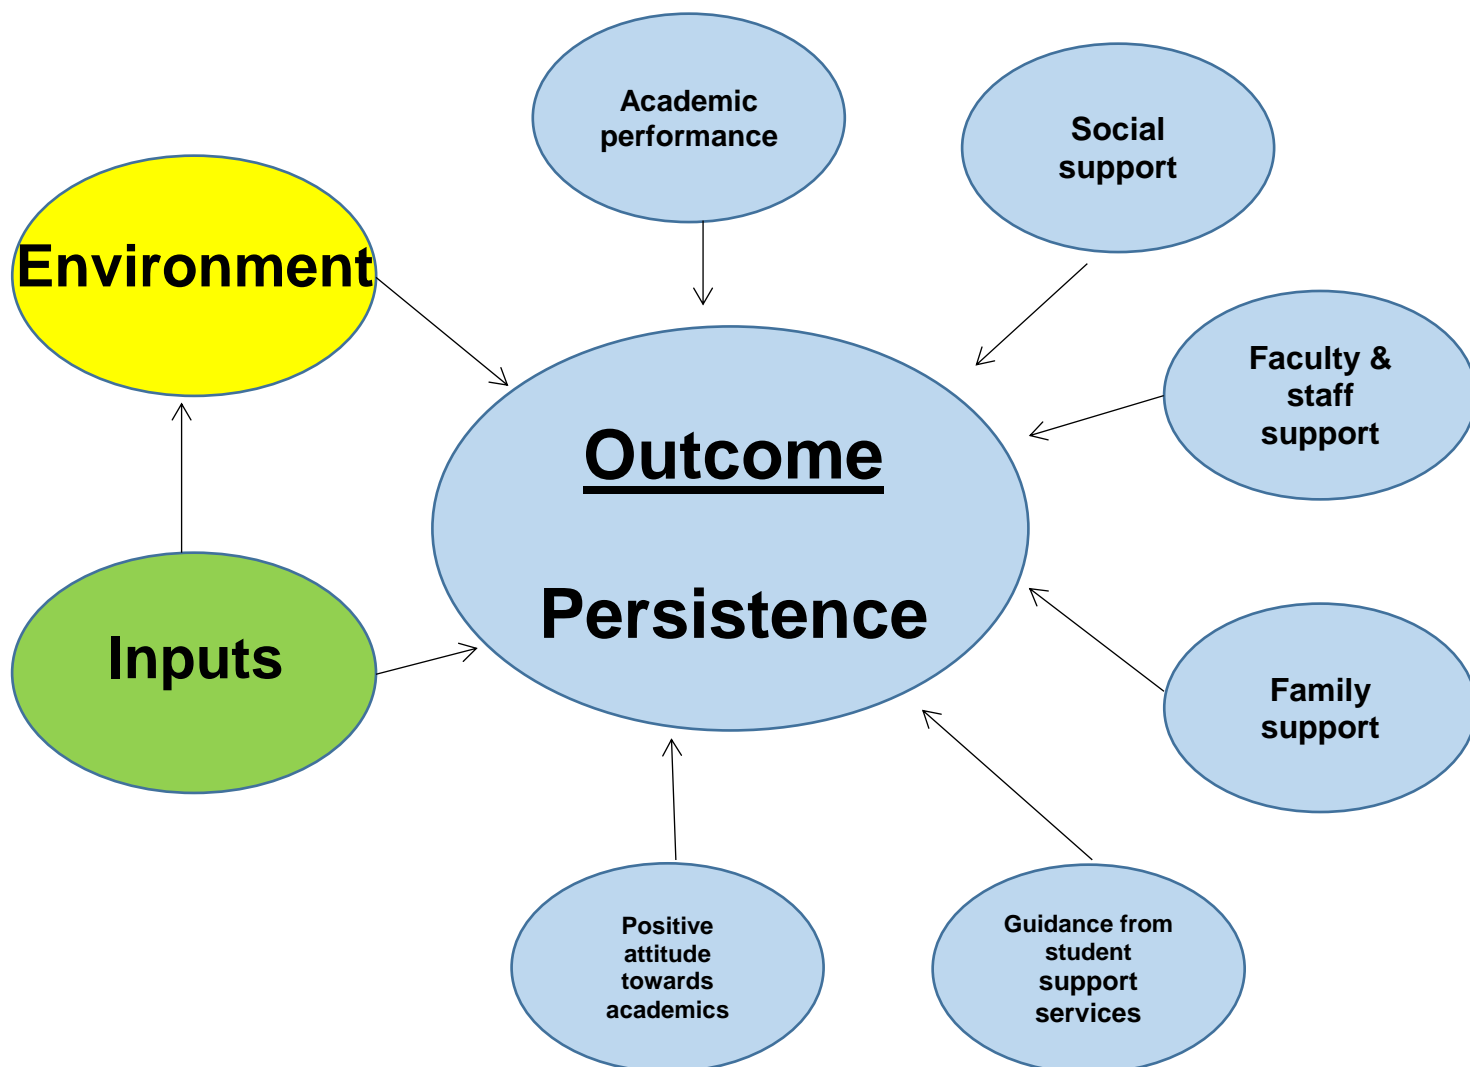 Academic
performance
Social
support
Environment
Faculty &
staff
support
Outcome
Persistence
Inputs
Family
support
Positive
attitude
towards
academics
Guidance from
student
support
services